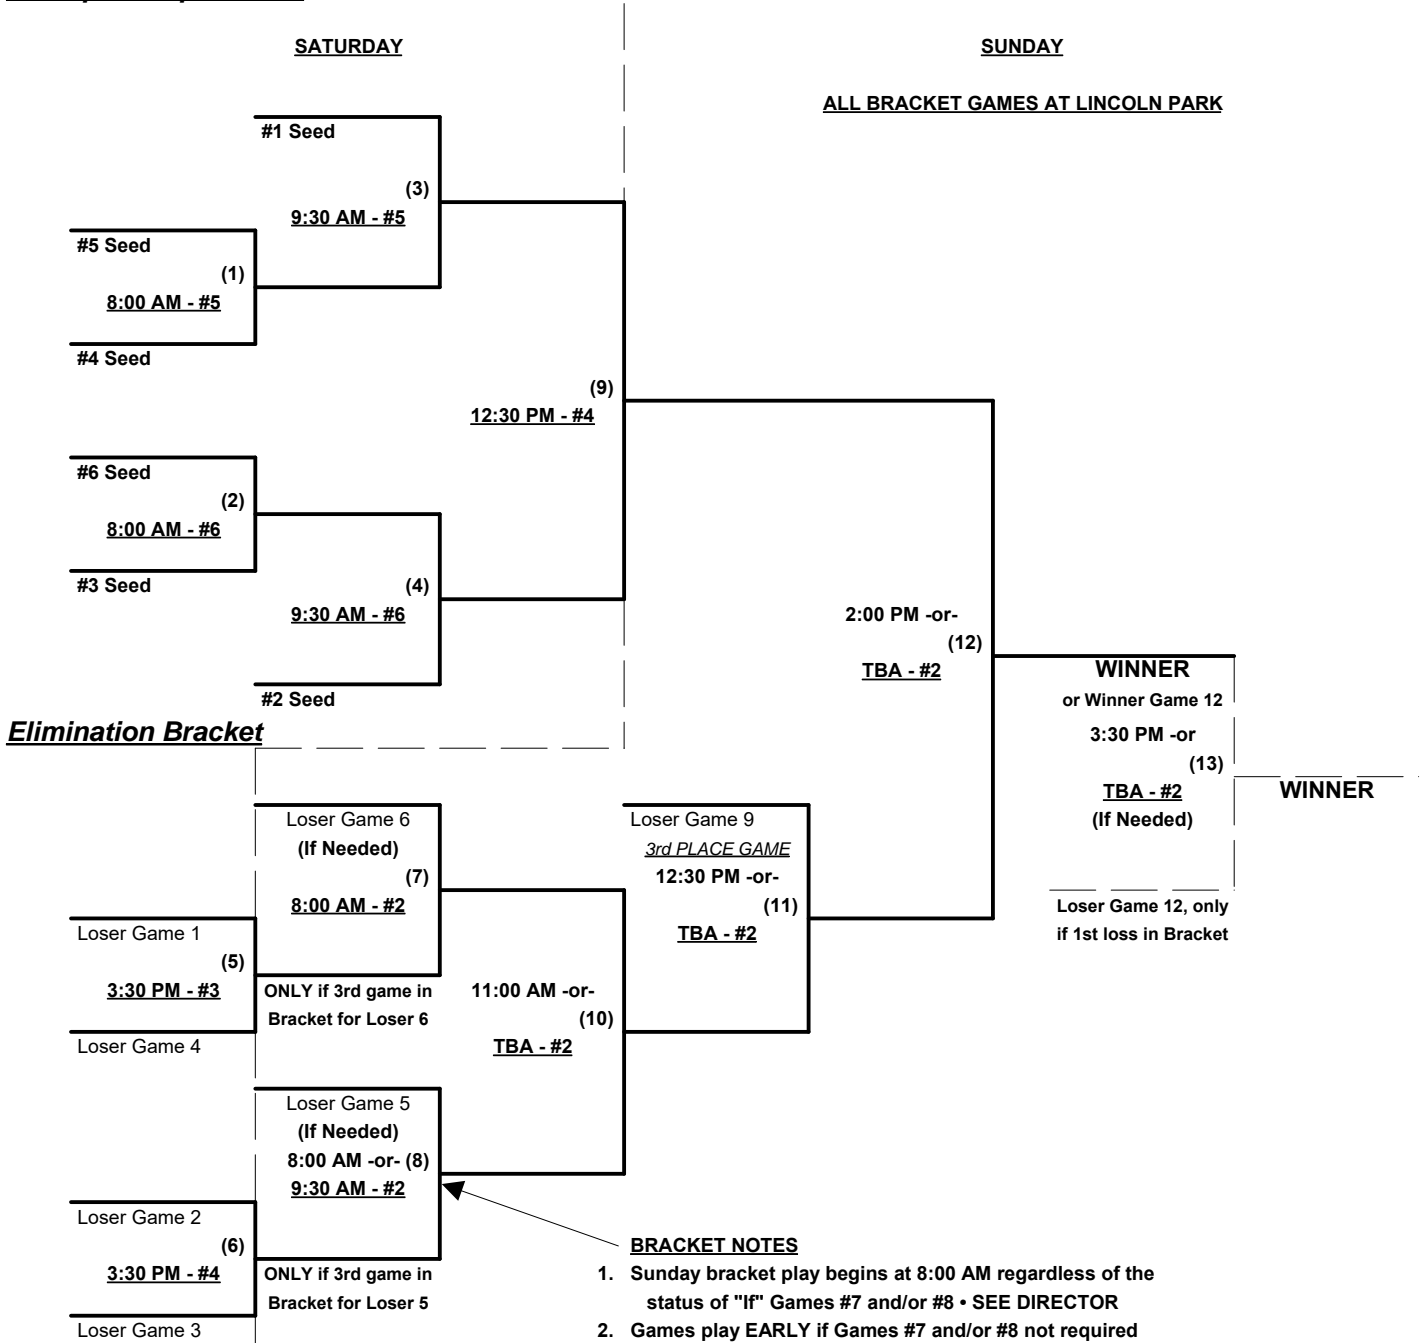 SATURDAY
SUNDAY
ALL BRACKET GAMES AT LINCOLN PARK
#1 Seed
(3)
9:30 AM - #5
#5 Seed
(1)
8:00 AM - #5
#4 Seed
(9)
12:30 PM - #4
#6 Seed
(2)
8:00 AM - #6
#3 Seed
(4)
9:30 AM - #6
#2 Seed
2:00 PM -or-
(12)
TBA - #2
WINNER
or Winner Game 12
3:30 PM -or
(13)
TBA - #2
(If Needed)
WINNER
Loser Game 12, only
if 1st loss in Bracket
Elimination Bracket
Loser Game 6
(If Needed)
(7)
8:00 AM - #2
Loser Game 9
3rd PLACE GAME
12:30 PM -or-
(11)
TBA - #2
Loser Game 1
(5)
3:30 PM - #3
Loser Game 4
ONLY if 3rd game in
Bracket for Loser 6
11:00 AM -or-
(10)
TBA - #2
Loser Game 5
(If Needed)
8:00 AM -or- (8)
9:30 AM - #2
Loser Game 2
(6)
3:30 PM - #4
Loser Game 3
ONLY if 3rd game in
Bracket for Loser 5
BRACKET NOTES
1. Sunday bracket play begins at 8:00 AM regardless of the
status of "If" Games #7 and/or #8 • SEE DIRECTOR
2. Games play EARLY if Games #7 and/or #8 not required